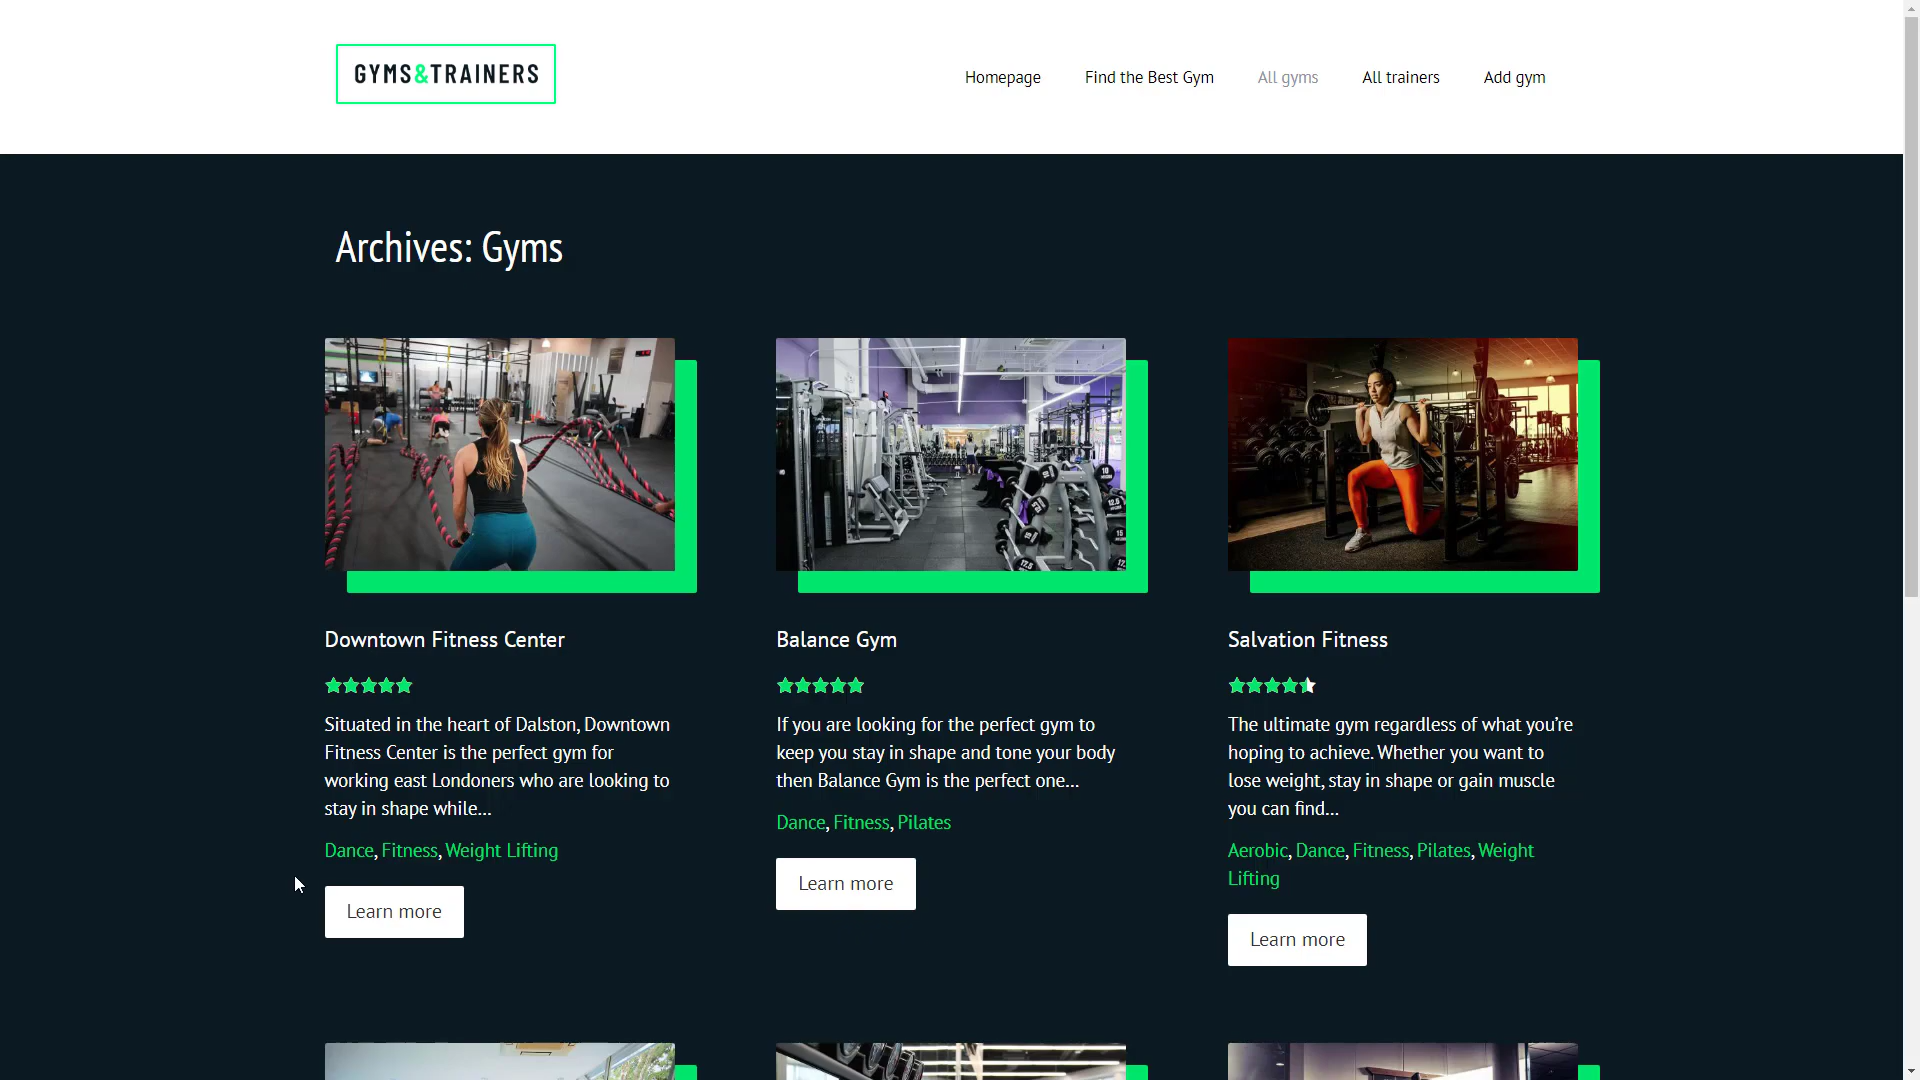 GYMS&TRAINERS
Homepage
Find the Best Gym
All gyms
All trainers
Add gym
Archives: Gyms
Downtown Fitness Center
Situated in the heart of Dalston, Downtown
Fitness Center is the perfect gym for
working east Londoners who are looking to
stay in shape while...
Dance, Fitness, Weight Lifting
Learn more
Balance Gym
If you are looking for the perfect gym to
keep you stay in shape and tone your body
then Balance Gym is the perfect one...
Dance, Fitness, Pilates
Learn more
Salvation Fitness
The ultimate gym regardless of what you’re
hoping to achieve. Whether you want to
lose weight, stay in shape or gain muscle
you can find...
Aerobic, Dance, Fitness, Pilates, Weight
Lifting
Learn more